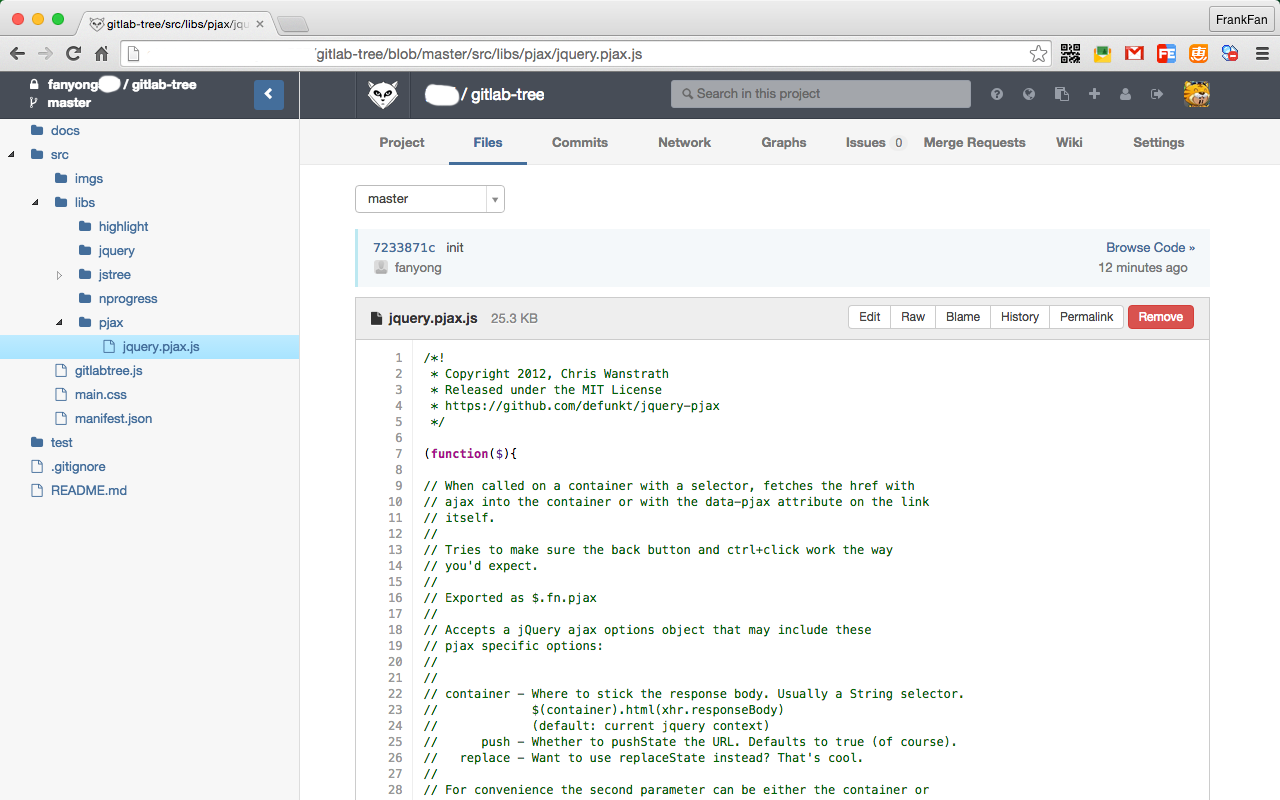 gitlab-tree/src/libs/pjax/jqu
FrankFan
/gitlab-tree/blob/master/src/libs/pjax/jquery.pjax.js
fanyong / gitlab-tree
master
/ gitlab-tree
Search in this project
Project Files Commits Network Graphs Issues 0 Merge Requests Wiki Settings
docs
src
imgs
libs
highlight
jquery
jstree
nprogress
pjax
jquery.pjax.js
gitlabtree.js
main.css
manifest.json
test
.gitignore
README.md
master
7233871c init
Browse Code »
fanyong
12 minutes ago
jquery.pjax.js 25.3 KB
Edit Raw Blame History Permalink Remove
1 /*!
2 * Copyright 2012, Chris Wanstrath
3 * Released under the MIT License
4 * https://github.com/defunkt/jquery-pjax
5 */
6
7 (function($){
8
9 // When called on a container with a selector, fetches the href with
10 // ajax into the container or with the data-pjax attribute on the link
11 // itself.
12 //
13 // Tries to make sure the back button and ctrl+click work the way
14 // you'd expect.
15 //
16 // Exported as $.fn.pjax
17 //
18 // Accepts a jQuery ajax options object that may include these
19 // pjax specific options:
20 //
21 //
22 // container - Where to stick the response body. Usually a String selector.
23 // $(container).html(xhr.responseBody)
24 // (default: current jquery context)
25 // push - Whether to pushState the URL. Defaults to true (of course).
26 // replace - Want to use replaceState instead? That's cool.
27 //
28 // For convenience the second parameter can be either the container or